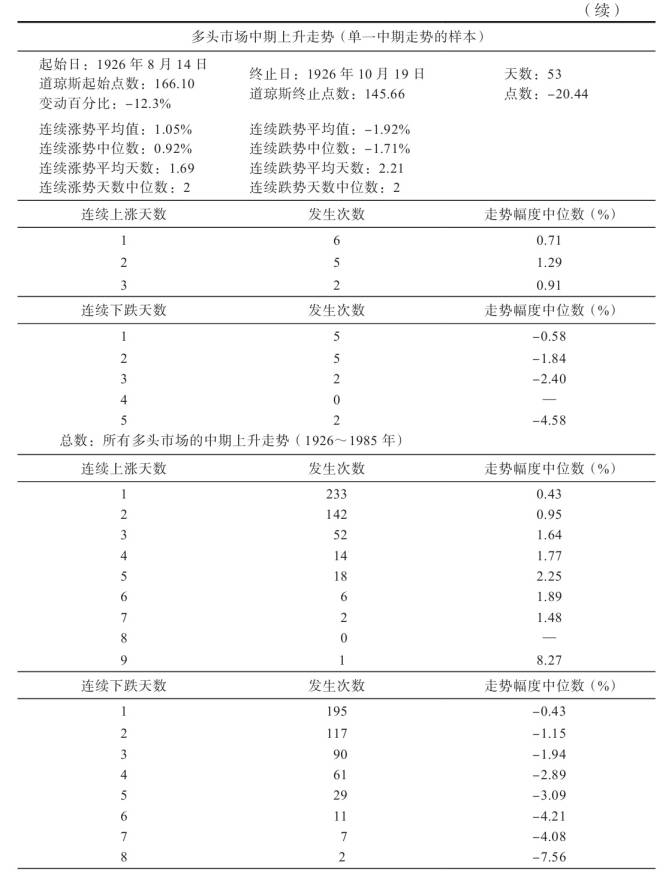 （续）
多头市场中期上升走势（单一中期走势的样本）
起始日：1926 年 8 月 14 日
道琼斯起始点数：166.10
变动百分比：–12.3%
终止日：1926 年 10 月 19 日
道琼斯终止点数：145.66
天数：53
点数：–20.44
连续涨势平均值：1.05% 连续跌势平均值：–1.92%
连续涨势中位数：0.92% 连续跌势中位数：–1.71%
连续涨势平均天数：1.69 连续跌势平均天数：2.21
连续涨势天数中位数：2 连续跌势天数中位数：2
连续上涨天数 发生次数 走势幅度中位数（%）
1 6 0.71
2 5 1.29
3 2 0.91
连续下跌天数 发生次数 走势幅度中位数（%）
1 5 –0.58
2 5 –1.84
3 2 –2.40
4 0 —
5 2 –4.58
总数：所有多头市场的中期上升走势（1926～1985 年）
连续上涨天数 发生次数 走势幅度中位数（%）
1 233 0.43
2 142 0.95
3 52 1.64
4 14 1.77
5 18 2.25
6 6 1.89
7 2 1.48
8 0 —
9 1 8.27
连续下跌天数 发生次数 走势幅度中位数（%）
1 195 –0.43
2 117 –1.15
3 90 –1.94
4 61 –2.89
5 29 –3.09
6 11 –4.21
7 7 –4.08
8 2 –7.56